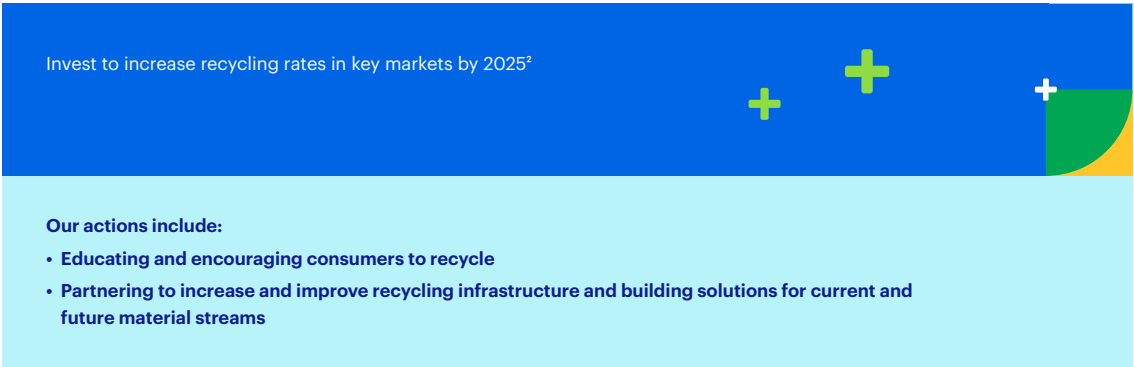 Invest to increase recycling rates in key markets by 2025²
Our actions include:
• Educating and encouraging consumers to recycle
• Partnering to increase and improve recycling infrastructure and building solutions for current and
future material streams